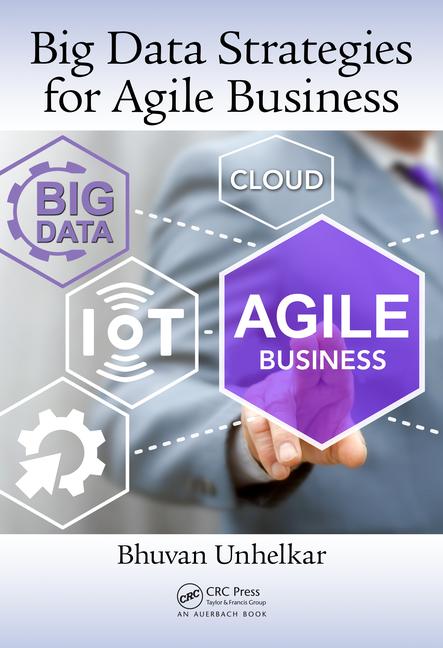 Big Data Strategies
for Agile Business
BIG
DATA
CLOUD
IoT
AGILE
BUSINESS
Bhuvan Unhelkar
CRC
CRC Press
Taylor & Francis Group
AN AUERBACH BOOK